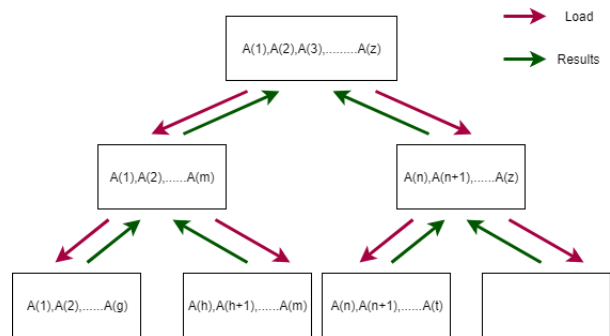 Load
A(1),A(2),A(3),.........A(z)
Results
A(1),A(2),......A(m)
A(n),A(n+1),......A(z)
A(1),A(2),......A(g)
A(h),A(h+1),......A(m)
A(n),A(n+1),......A(t)